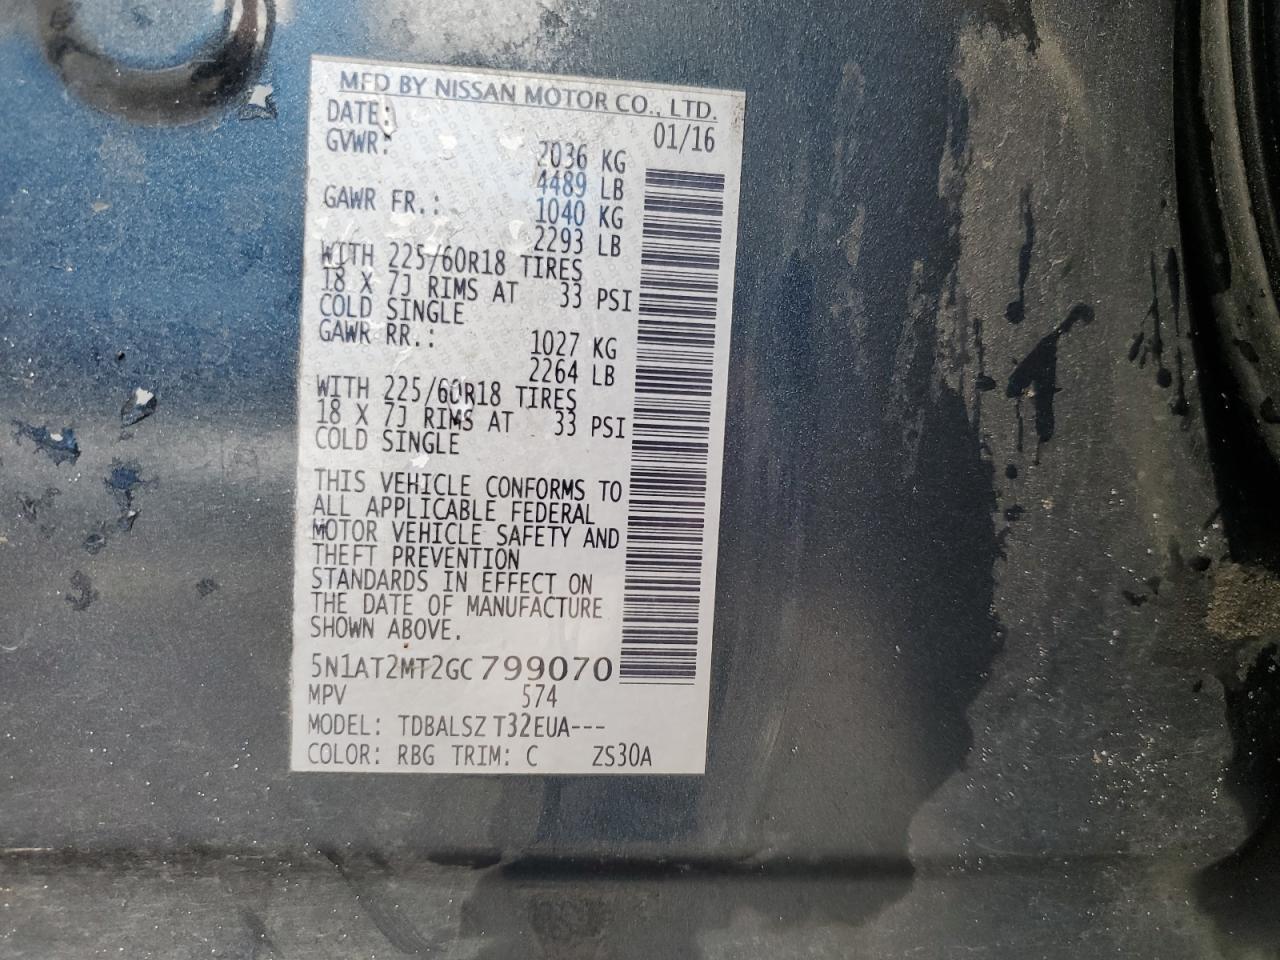 MFD BY NISSAN MOTOR CO., LTD.
DATE: 01/16
GVWR: 2036 KG
4489 LB
GAWR FR.: 1040 KG
2293 LB
WITH 225/60R18 TIRES
18 X 7J RIMS AT 33 PSI
COLD SINGLE
GAWR RR.: 1027 KG
2264 LB
WITH 225/60R18 TIRES
18 X 7J RIMS AT 33 PSI
COLD SINGLE
THIS VEHICLE CONFORMS TO
ALL APPLICABLE FEDERAL
MOTOR VEHICLE SAFETY AND
THEFT PREVENTION
STANDARDS IN EFFECT ON
THE DATE OF MANUFACTURE
SHOWN ABOVE.
5N1AT2MT2GC799070
MPV 574
MODEL: TDBALSZ T32EUA---
COLOR: RBG TRIM: C ZS30A